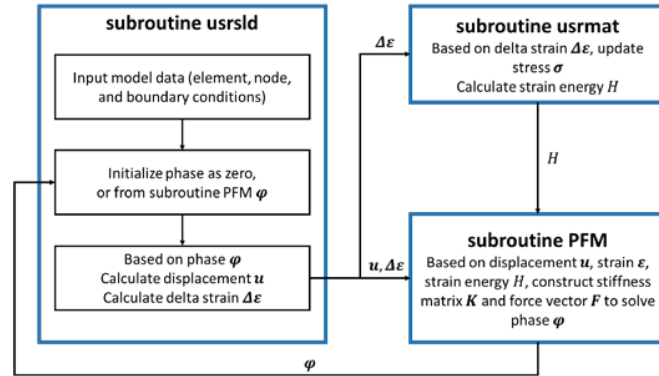 subroutine usrsld
Input model data (element, node,
and boundary conditions)
Initialize phase as zero,
or from subroutine PFM φ
Based on phase φ
Calculate displacement u
Calculate delta strain Δε
Δε
u, Δε
subroutine usrmat
Based on delta strain Δε, update
stress σ
Calculate strain energy H
H
subroutine PFM
Based on displacement u, strain ε,
strain energy H, construct stiffness
matrix K and force vector F to solve
phase φ
φ